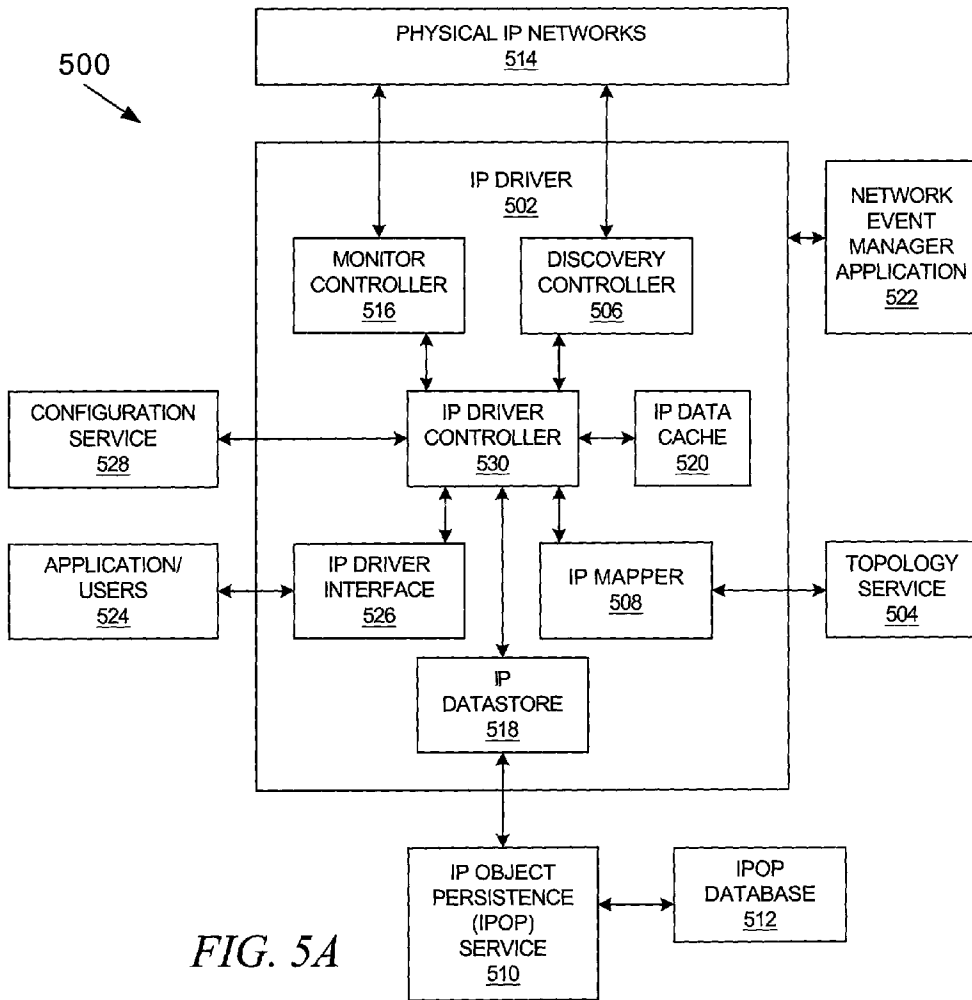 PHYSICAL IP NETWORKS
514
500
IP DRIVER
502
NETWORK
EVENT
MANAGER
APPLICATION
522
MONITOR
CONTROLLER
516
DISCOVERY
CONTROLLER
506
CONFIGURATION
SERVICE
528
IP DRIVER
CONTROLLER
530
IP DATA
CACHE
520
APPLICATION/
USERS
524
IP DRIVER
INTERFACE
526
IP MAPPER
508
TOPOLOGY
SERVICE
504
IP
DATASTORE
518
IP OBJECT
PERSISTENCE
(IPOP)
SERVICE
510
IPOP
DATABASE
512
FIG. 5A